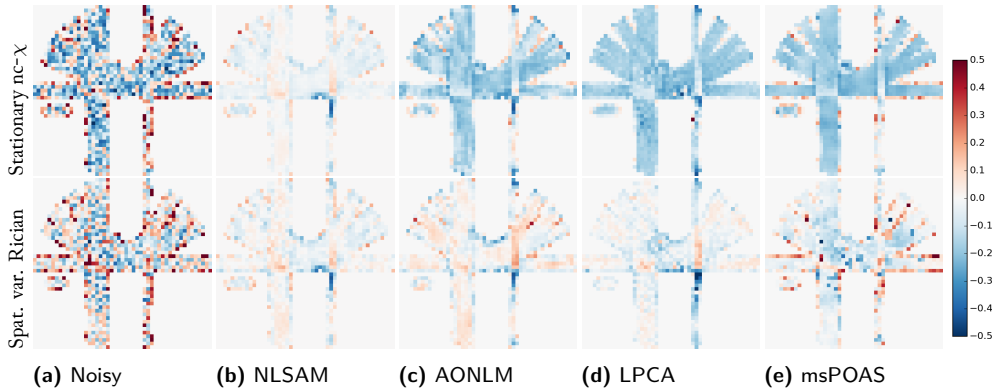 Stationary nc-χ
Spat. var. Rician
0.5
0.4
0.3
0.2
0.1
0.0
−0.1
−0.2
−0.3
−0.4
−0.5
(a) Noisy
(b) NLSAM
(c) AONLM
(d) LPCA
(e) msPOAS